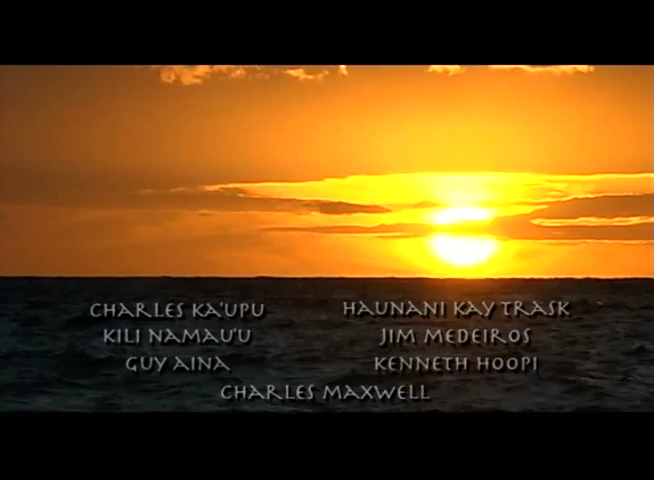 CHARLES KA'UPU
HAUNANI KAY TRASK
KILI NAMAU'U
JIM MEDEIROS
GUY AINA
KENNETH HOOPI
CHARLES MAXWELL